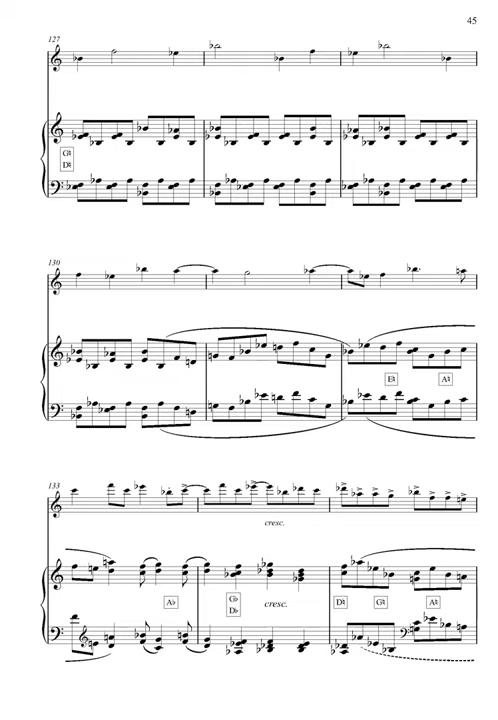 45
127
G♮
D♮
130
E♮ A♮
133
cresc.
A♭ G♭ cresc. D♮ G♮ A♮
D♭